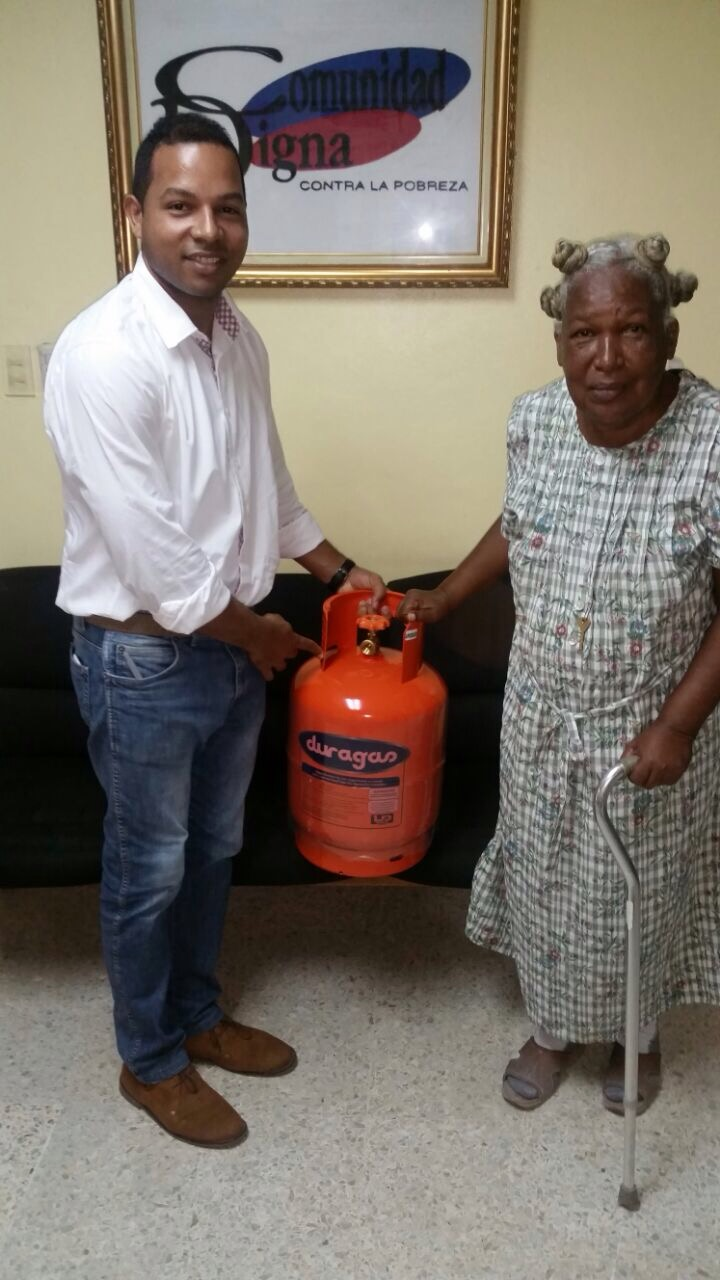 Comunidad
Digna
CONTRA LA POBREZA
duragas